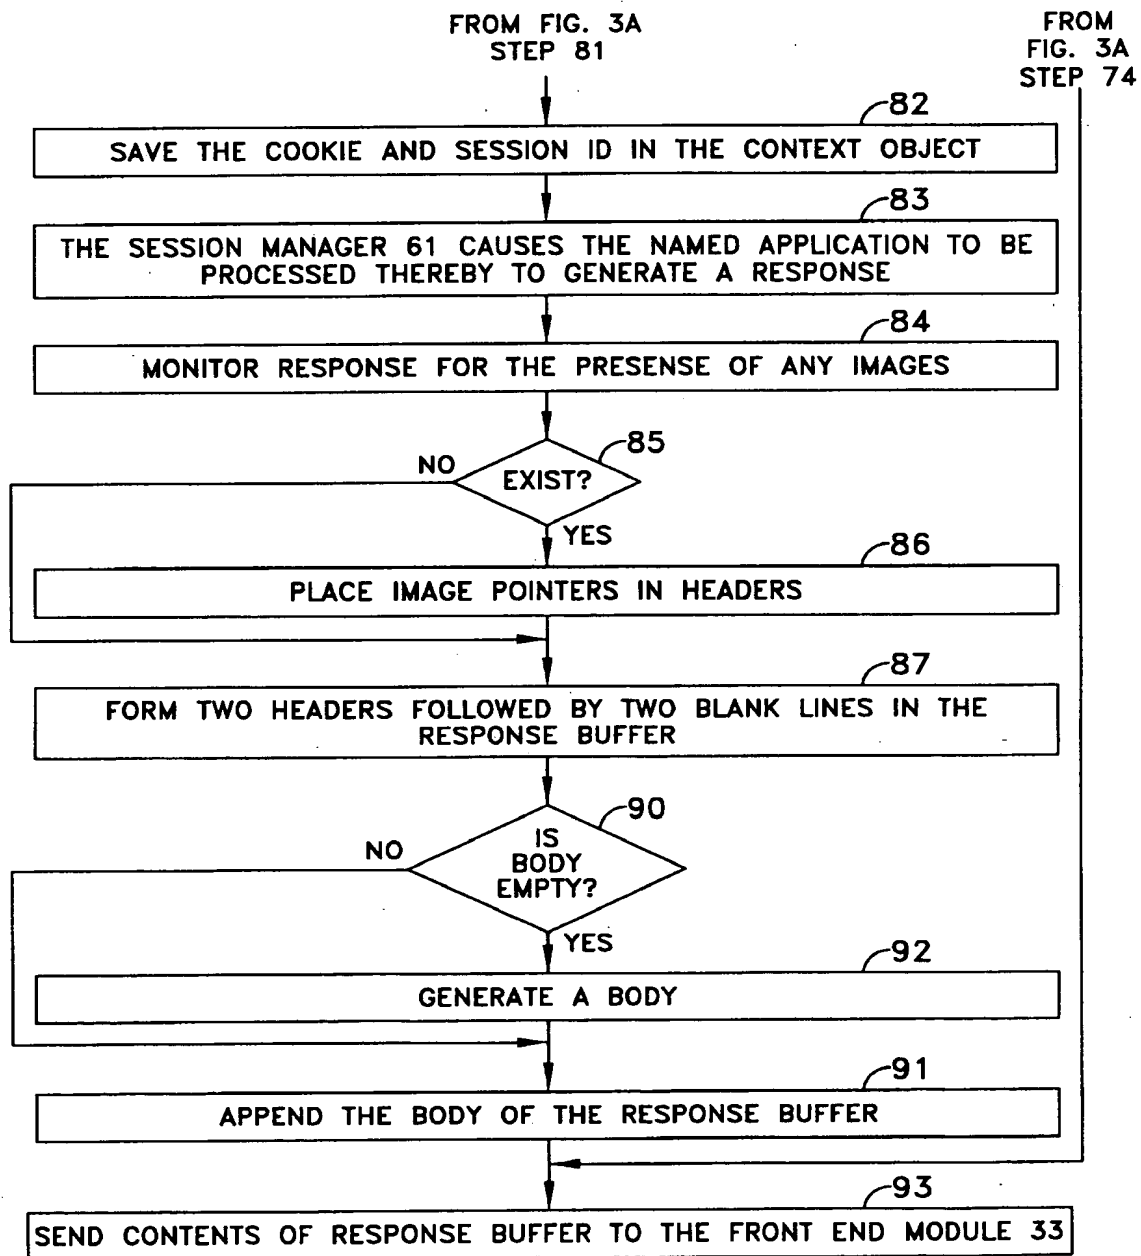 FROM FIG. 3A
STEP 81
FROM
FIG. 3A
STEP 74
82
SAVE THE COOKIE AND SESSION ID IN THE CONTEXT OBJECT
83
THE SESSION MANAGER 61 CAUSES THE NAMED APPLICATION TO BE
PROCESSED THEREBY TO GENERATE A RESPONSE
84
MONITOR RESPONSE FOR THE PRESENSE OF ANY IMAGES
85
NO
EXIST?
YES
86
PLACE IMAGE POINTERS IN HEADERS
87
FORM TWO HEADERS FOLLOWED BY TWO BLANK LINES IN THE
RESPONSE BUFFER
90
NO
IS
BODY
EMPTY?
YES
92
GENERATE A BODY
91
APPEND THE BODY OF THE RESPONSE BUFFER
93
SEND CONTENTS OF RESPONSE BUFFER TO THE FRONT END MODULE 33